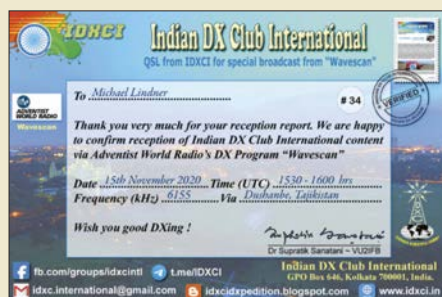 IDXCI
Indian DX Club International
QSL from IDXCI for special broadcast from "Wavescan"
To Michael Lindner
# 34
VERIFIED
ADVENTIST
WORLD RADIO
Wavescan
Thank you very much for your reception report. We are happy
to confirm reception of Indian DX Club International content
via Adventist World Radio's DX Program "Wavescan"
Date 15th November 2020 Time (UTC) 1530 - 1600 hrs
Frequency (kHz) 6155 Via Dushanbe, Tajikistan
Wish you good DXing !
Dr Supratik Sanatani ~ VU2IFB
fb.com/groups/idxcintl t.me/IDXCI
Indian DX Club International
GPO Box 646, Kolkata 700001, India.
idxc.international@gmail.com idxcidxpedition.blogspot.com www.idxci.in